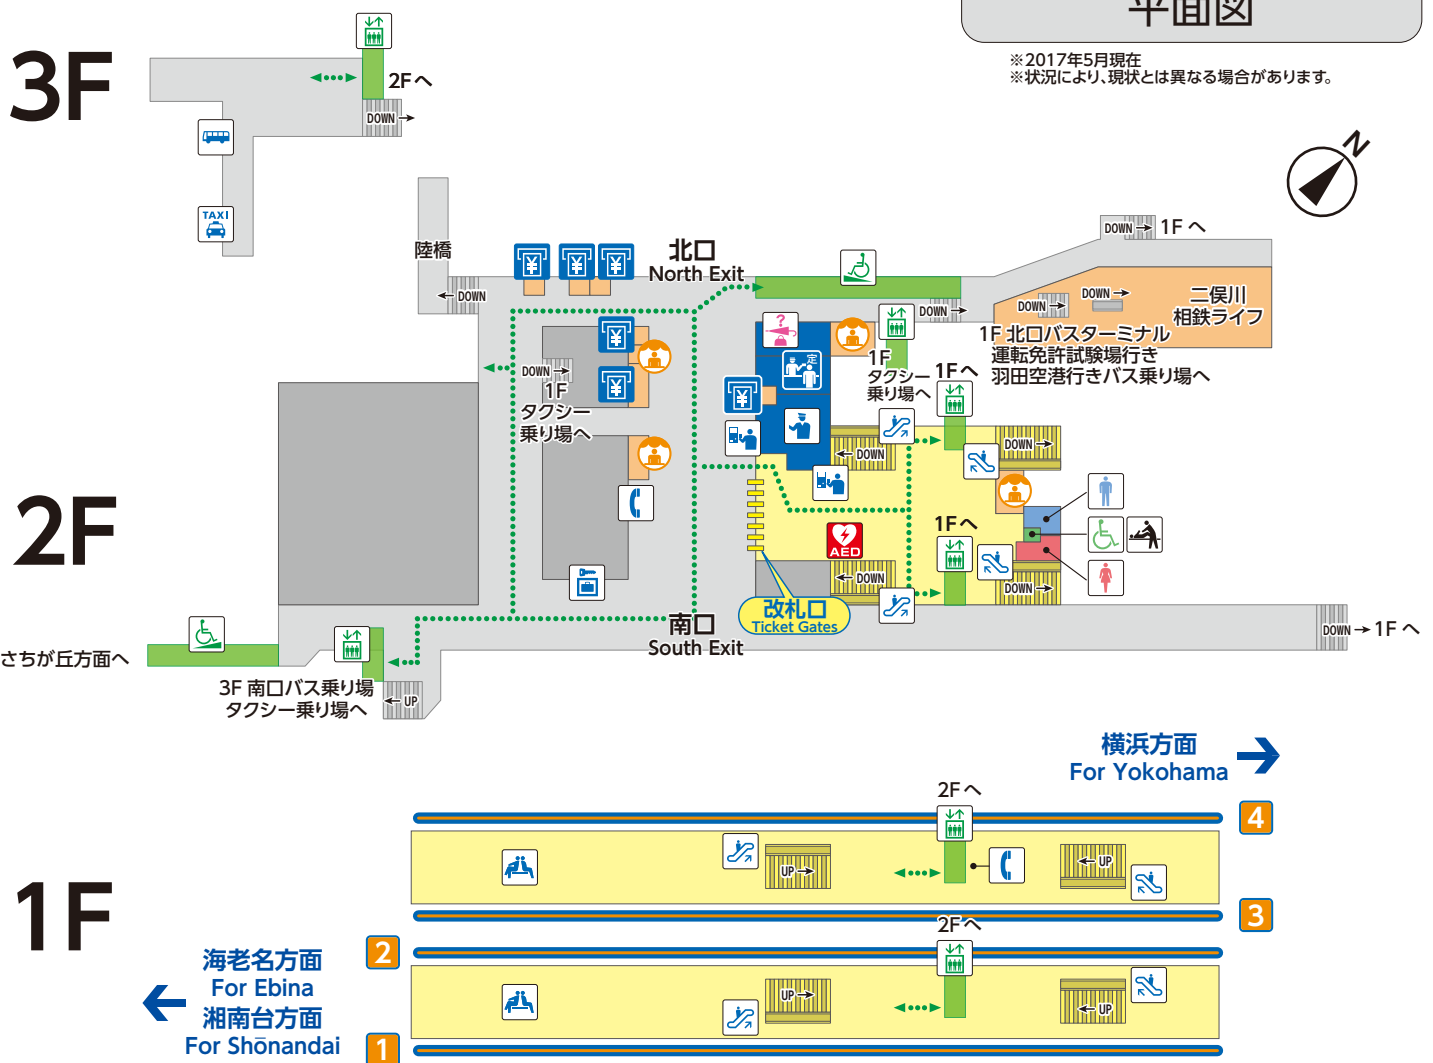 平面図
※2017年5月現在
※状況により、現状とは異なる場合があります。
3F
2Fへ
DOWN
TAXI
N
陸橋
DOWN
北口
North Exit
DOWN
1Fへ
DOWN
DOWN
二俣川
相鉄ライフ
DOWN
1F 北口バスターミナル
運転免許試験場行き
羽田空港行きバス乗り場へ
1F
タクシー
乗り場へ
1Fへ
?
定
DOWN
1F
タクシー
乗り場へ
DOWN
DOWN
2F
1Fへ
AED
DOWN
DOWN
改札口
Ticket Gates
南口
South Exit
DOWN
1Fへ
さちが丘方面へ
3F 南口バス乗り場
タクシー乗り場へ
UP
横浜方面
For Yokohama
2Fへ
4
1F
UP
UP
3
2Fへ
2
海老名方面
For Ebina
湘南台方面
For Shōnandai
UP
UP
1